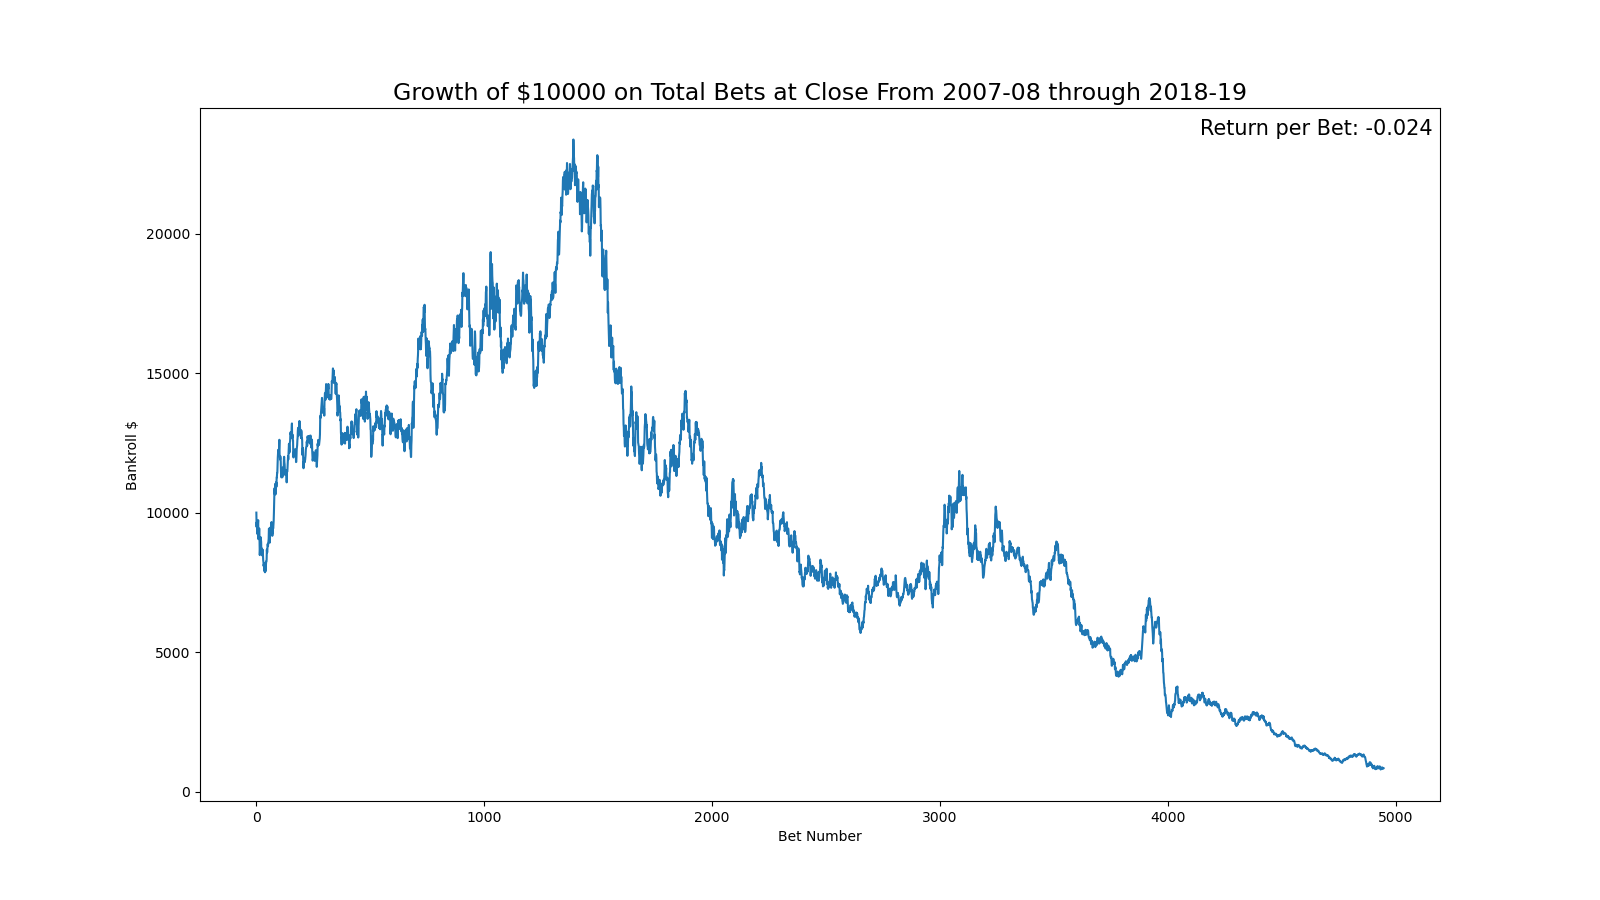 Growth of $10000 on Total Bets at Close From 2007-08 through 2018-19
Return per Bet: -0.024
20000
15000
10000
5000
0
Bankroll $
0 1000 2000 3000 4000 5000
Bet Number